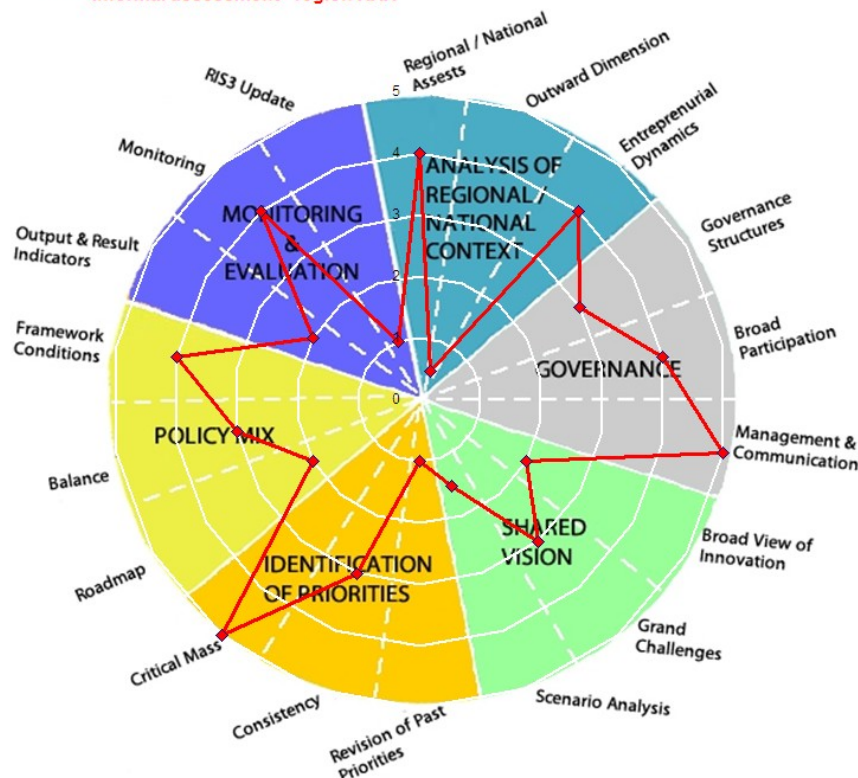 Regional / National
Assests
Outward Dimension
Entreprenurial
Dynamics
Governance
Structures
Broad
Participation
Management &
Communication
Broad View of
Innovation
Grand
Challenges
Scenario Analysis
Revision of Past
Priorities
Consistency
Critical Mass
Roadmap
Balance
Framework
Conditions
Output & Result
Indicators
Monitoring
RIS3 Update
5
4
3
2
1
0
ANALYSIS OF
REGIONAL /
NATIONAL
CONTEXT
GOVERNANCE
SHARED
VISION
IDENTIFICATION
OF PRIORITIES
POLICY MIX
MONITORING
&
EVALUATION